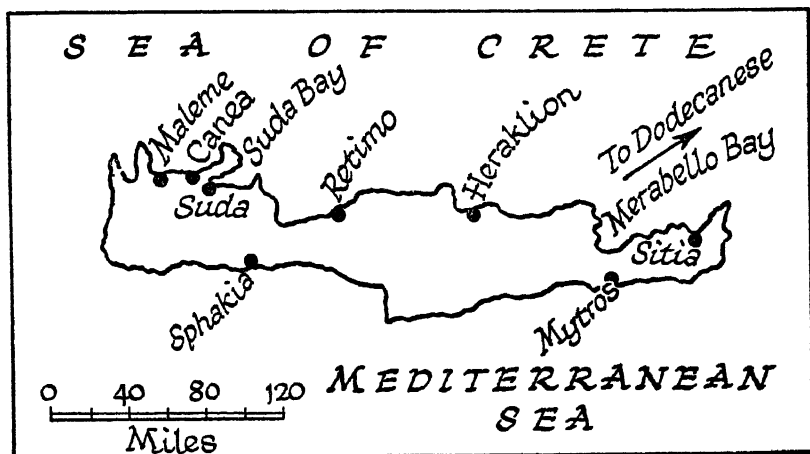 SEA OF CRETE
Maleme
Canea
Suda Bay
Retimo
Heraklion
To Dodecanese
Merabello Bay
Suda
Sitia
Sphakia
Mytros
MEDITERRANEAN
SEA
0 40 80 120
Miles